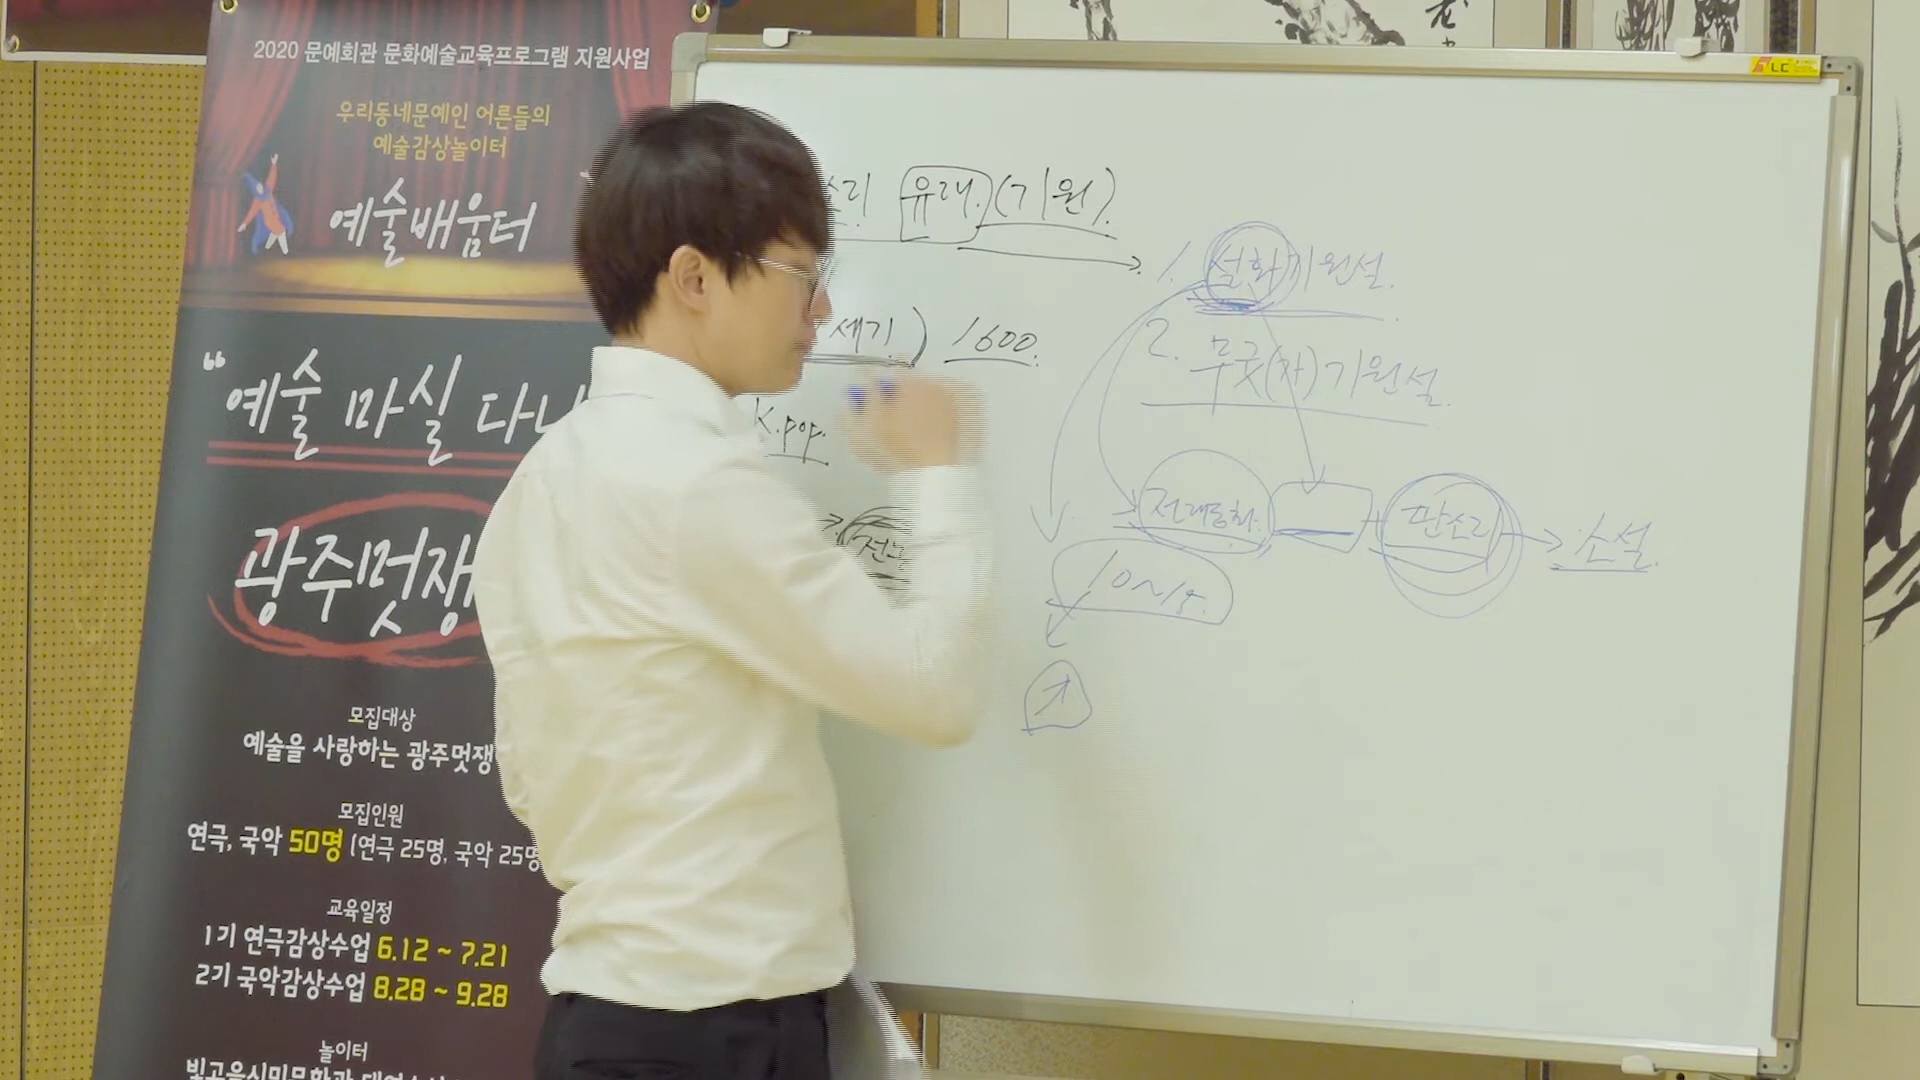 2020 문예회관 문화예술교육프로그램 지원사업
우리동네문예인 어른들의
예술감상놀이터
예술배움터
“예술 마실 다니
광주멋쟁
모집대상
예술을 사랑하는 광주멋쟁
모집인원
연극, 국악 50명 (연극 25명, 국악 25명
교육일정
1기 연극감상수업 6.12 ~ 7.21
2기 국악감상수업 8.28 ~ 9.28
놀이터
LC
소리 유래.(기원).
세기) 1600.
K.pop.
1. 설화기원설.
2. 무굿(가)기원설.
전래동화.
판소리
소설.